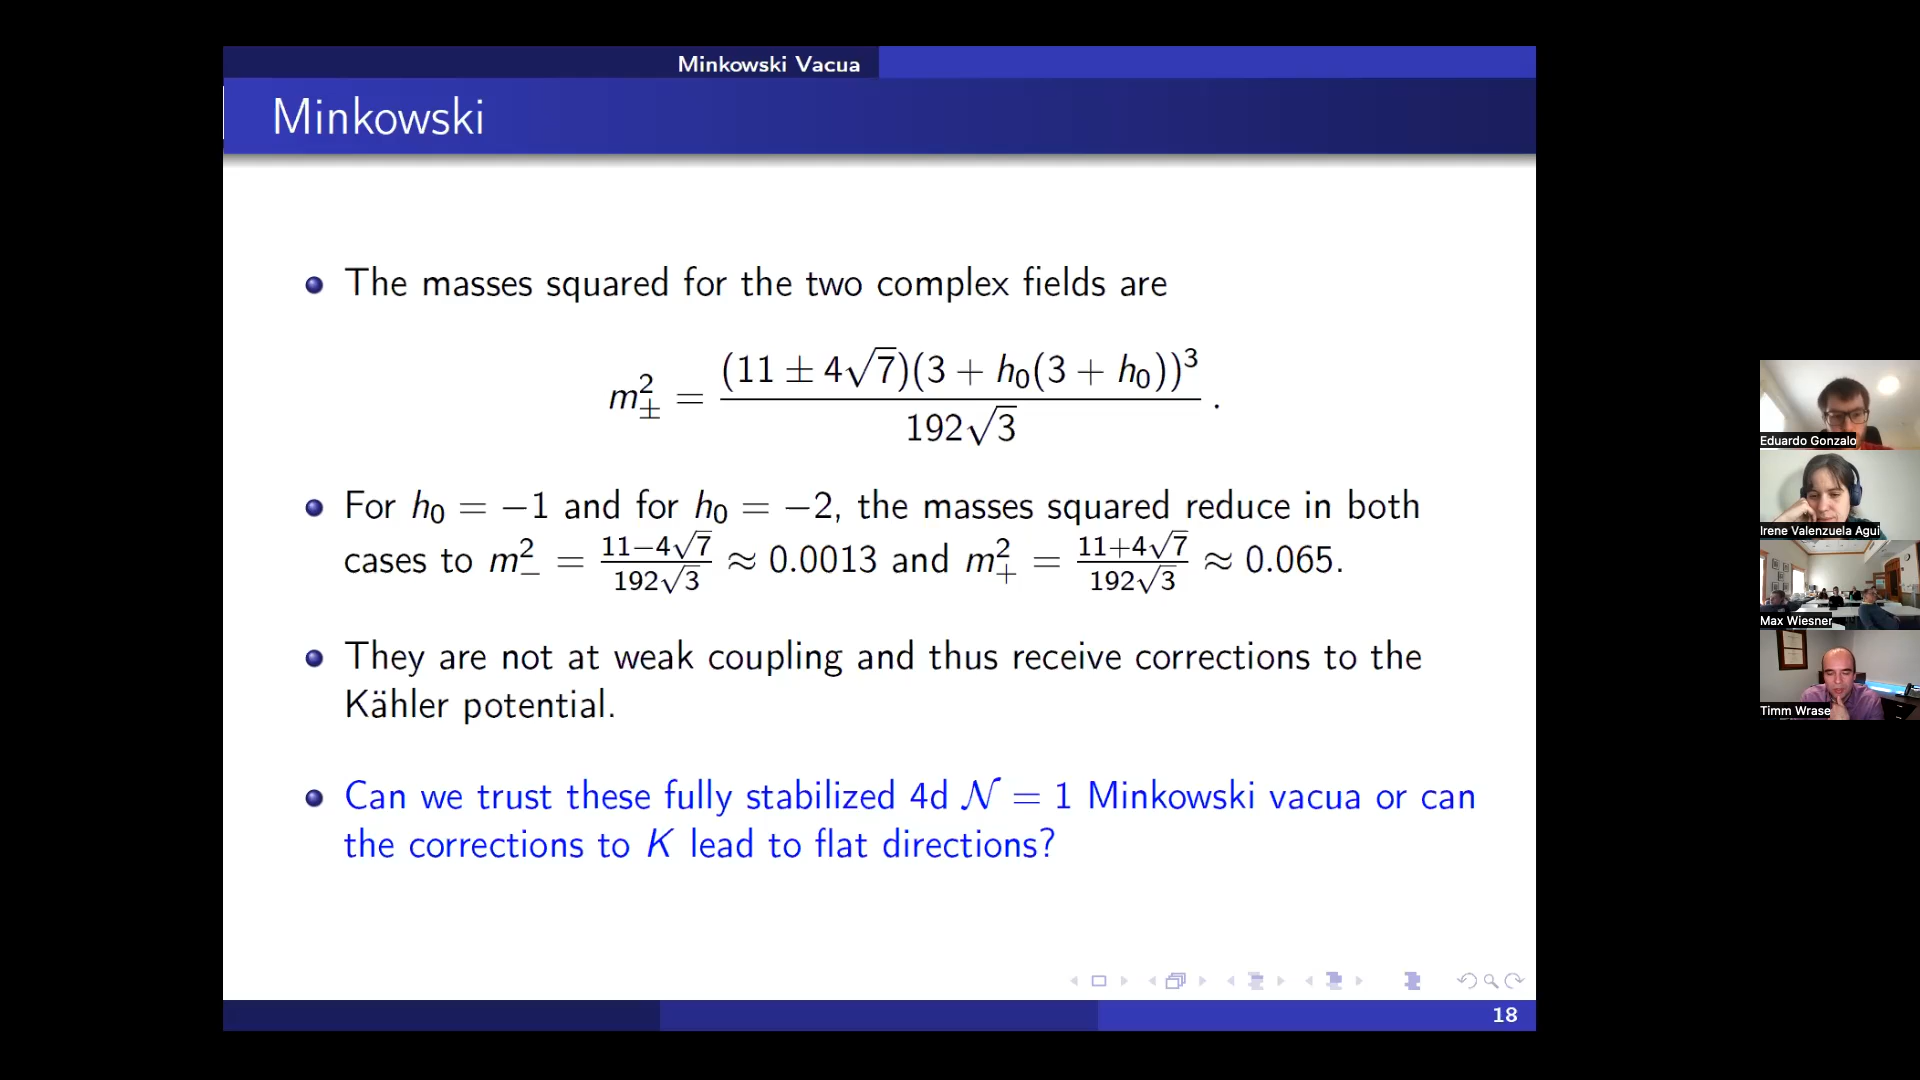 Minkowski Vacua
Minkowski
The masses squared for the two complex fields are
m²± = (11 ± 4√7)(3 + h₀(3 + h₀))³ / 192√3 .
For h₀ = −1 and for h₀ = −2, the masses squared reduce in both
cases to m²₋ = (11−4√7)/(192√3) ≈ 0.0013 and m²₊ = (11+4√7)/(192√3) ≈ 0.065.
They are not at weak coupling and thus receive corrections to the
Kähler potential.
Can we trust these fully stabilized 4d 𝒩 = 1 Minkowski vacua or can
the corrections to K lead to flat directions?
18
Eduardo Gonzalo
Irene Valenzuela Agui
Max Wiesner
Timm Wrase